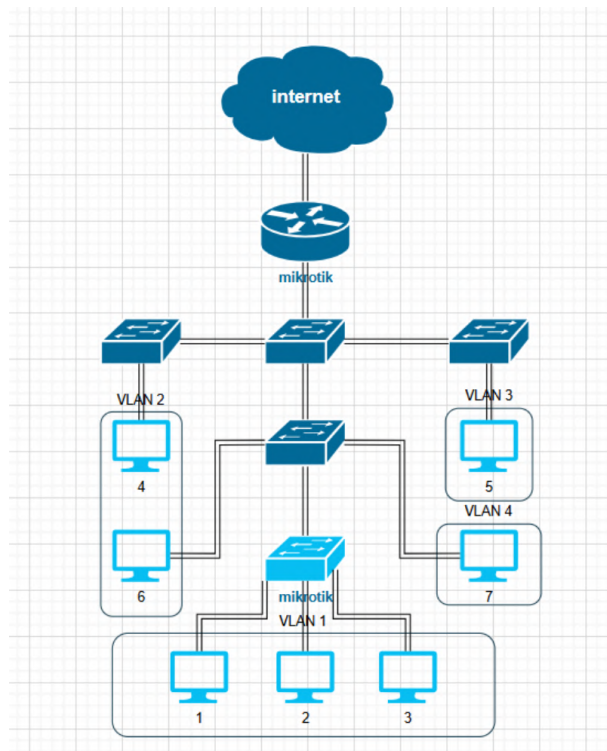 internet
mikrotik
VLAN 2
VLAN 3
4
5
VLAN 4
6
7
mikrotik
VLAN 1
1
2
3